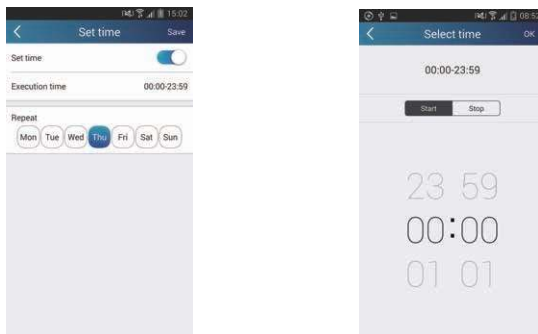 15:02
Set time
Save
Set time
Execution time
00:00-23:59
Repeat
Mon Tue Wed Thu Fri Sat Sun
08:52
Select time
OK
00:00-23:59
Start Stop
23 59
00:00
01 01